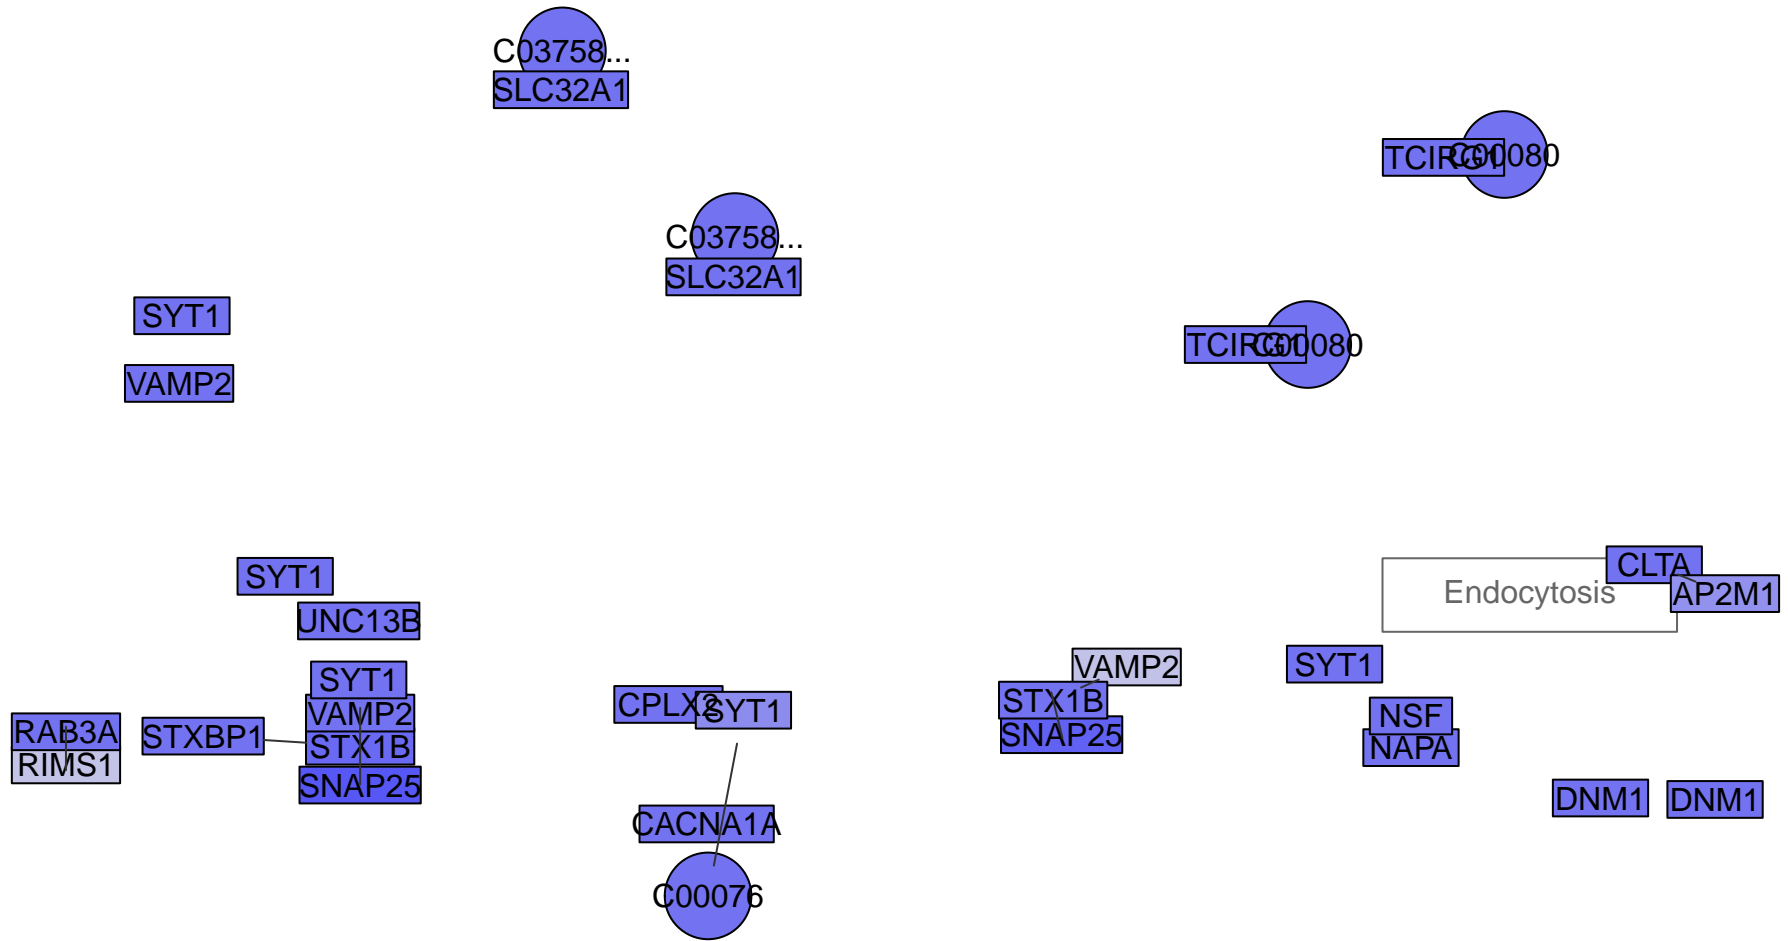 C03758...
SLC32A1
TCIRG1
C00080
C03758...
SLC32A1
SYT1
TCIRG1
C00080
VAMP2
SYT1
CLTA
Endocytosis
AP2M1
UNC13B
SYT1
VAMP2
SYT1
CPLX2
SYT1
STX1B
VAMP2
NSF
RAB3A
STXBP1
STX1B
SNAP25
NAPA
RIMS1
SNAP25
DNM1
DNM1
CACNA1A
C00076